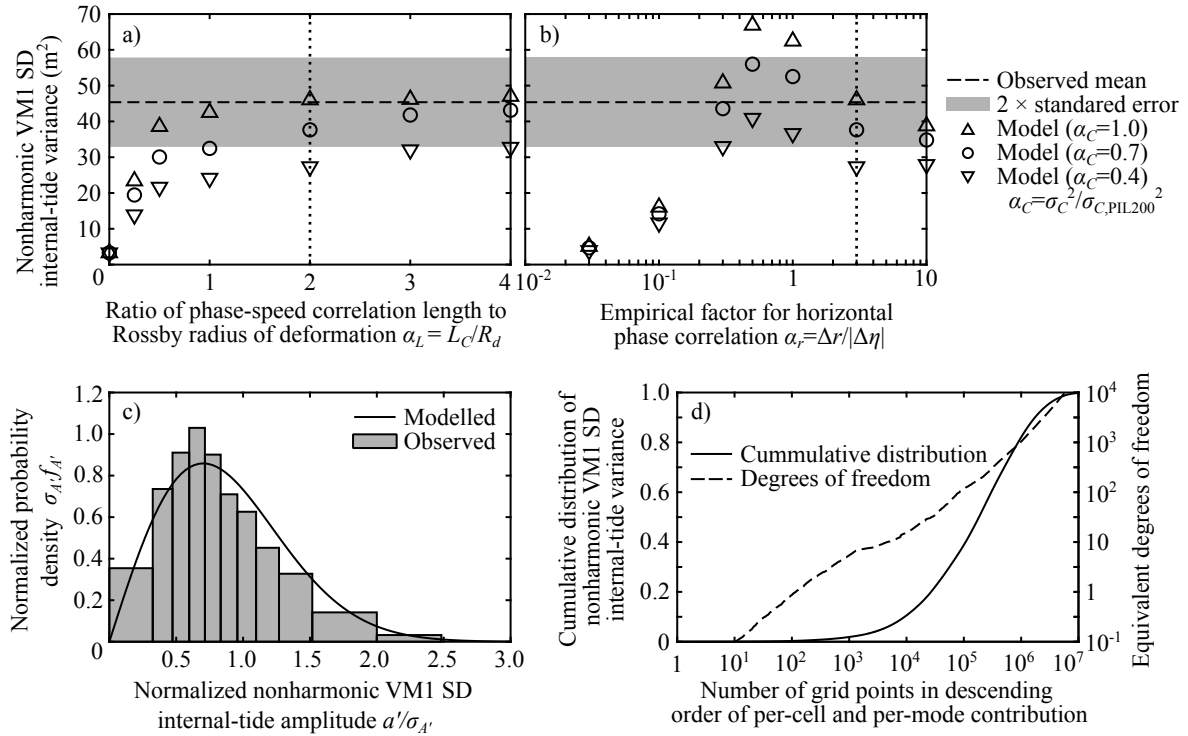 a)
Nonharmonic VM1 SD
internal-tide variance (m²)
70
60
50
40
30
20
10
0
0 1 2 3 4
Ratio of phase-speed correlation length to
Rossby radius of deformation α_L = L_C/R_d
b)
10⁻² 10⁻¹ 1 10
Empirical factor for horizontal
phase correlation α_r=Δr/|Δη|
Observed mean
2 × standared error
Model (α_C=1.0)
Model (α_C=0.7)
Model (α_C=0.4)
α_C=σ_C²/σ_C,PIL200²
c)
Normalized probability
density σ_A'f_A'
1.2
1.0
0.8
0.6
0.4
0.2
0
0.5 1.0 1.5 2.0 2.5 3.0
Modelled
Observed
Normalized nonharmonic VM1 SD
internal-tide amplitude a'/σ_A'
d)
Cumulative distribution of
nonharmonic VM1 SD
internal-tide variance
1.0
0.8
0.6
0.4
0.2
0
Cummulative distribution
Degrees of freedom
10⁴
10³
10²
10
1
10⁻¹
Equivalent degrees of freedom
1 10¹ 10² 10³ 10⁴ 10⁵ 10⁶ 10⁷
Number of grid points in descending
order of per-cell and per-mode contribution